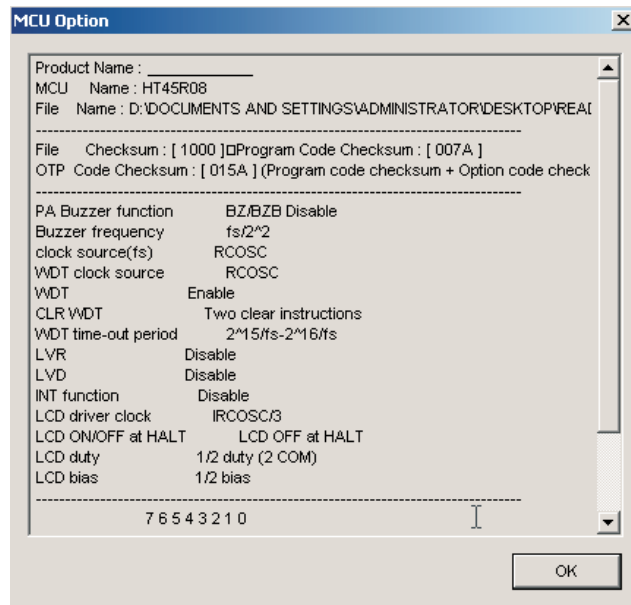 MCU Option
Product Name : ____________
MCU Name : HT45R08
File Name : D:\DOCUMENTS AND SETTINGS\ADMINISTRATOR\DESKTOP\
--------------------------------------------------------------------------------
File Checksum : [ 1000 ]□Program Code Checksum : [ 007A ]
OTP Code Checksum : [ 015A ] (Program code checksum + Option code check
--------------------------------------------------------------------------------
PA Buzzer function BZ/BZB Disable
Buzzer frequency fs/2^2
clock source(fs) RCOSC
WDT clock source RCOSC
WDT Enable
CLR WDT Two clear instructions
WDT time-out period 2^15/fs-2^16/fs
LVR Disable
LVD Disable
INT function Disable
LCD driver clock IRCOSC/3
LCD ON/OFF at HALT LCD OFF at HALT
LCD duty 1/2 duty (2 COM)
LCD bias 1/2 bias
--------------------------------------------------------------------------------
7 6 5 4 3 2 1 0
OK